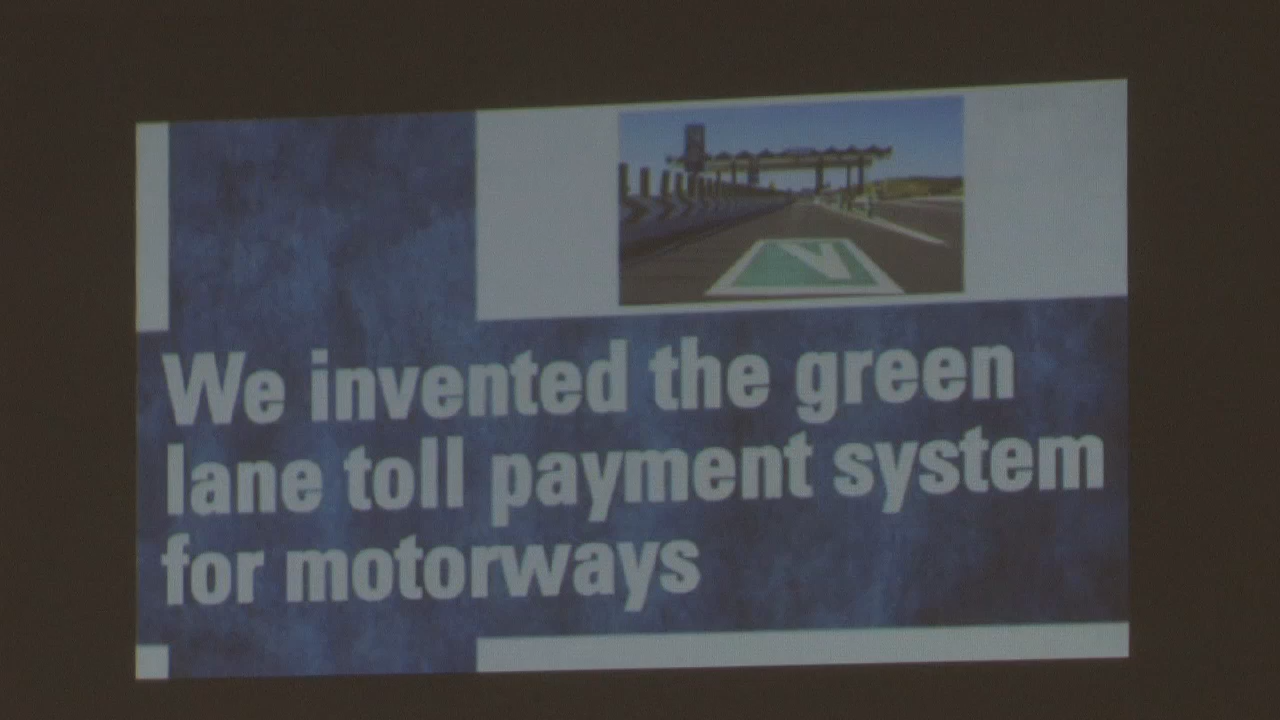 We invented the green
lane toll payment system
for motorways